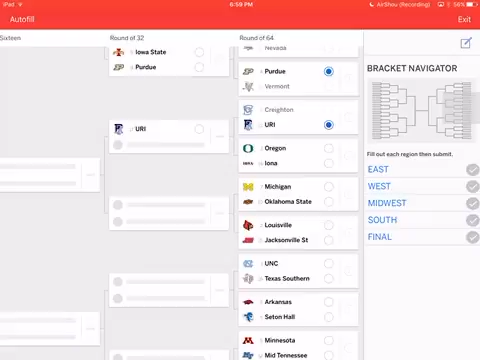 iPad
6:59 PM
AirShou (Recording)
56%
Autofill
Exit
Sixteen
Round of 32
Round of 64
Iowa State
Purdue
URI
Nevada
Purdue
Vermont
Creighton
URI
Oregon
Iona
Michigan
Oklahoma State
Louisville
Jacksonville St
UNC
Texas Southern
Arkansas
Seton Hall
Minnesota
Mid Tennessee
BRACKET NAVIGATOR
Fill out each region then submit.
EAST
WEST
MIDWEST
SOUTH
FINAL